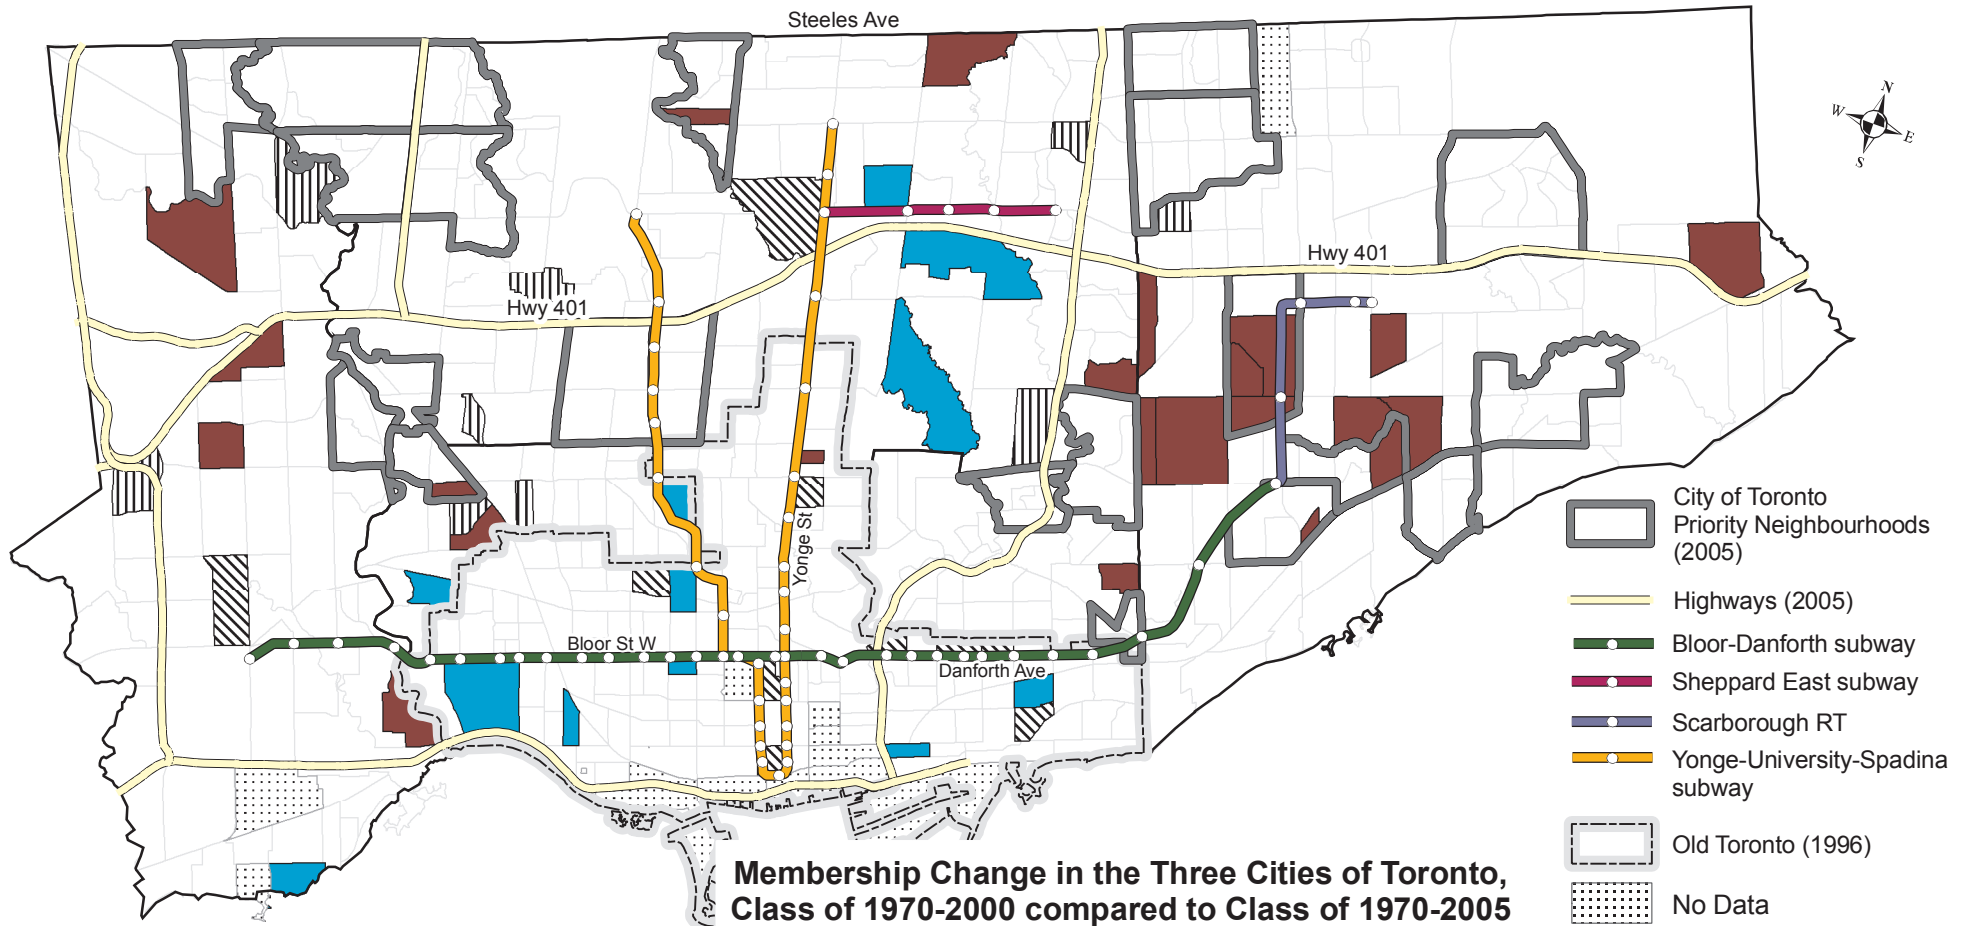 Steeles Ave
N
W
E
S
Hwy 401
Hwy 401
Yonge St
Bloor St W
Danforth Ave
City of Toronto
Priority Neighbourhoods
(2005)
Highways (2005)
Bloor-Danforth subway
Sheppard East subway
Scarborough RT
Yonge-University-Spadina
subway
Old Toronto (1996)
No Data
Membership Change in the Three Cities of Toronto,
Class of 1970-2000 compared to Class of 1970-2005